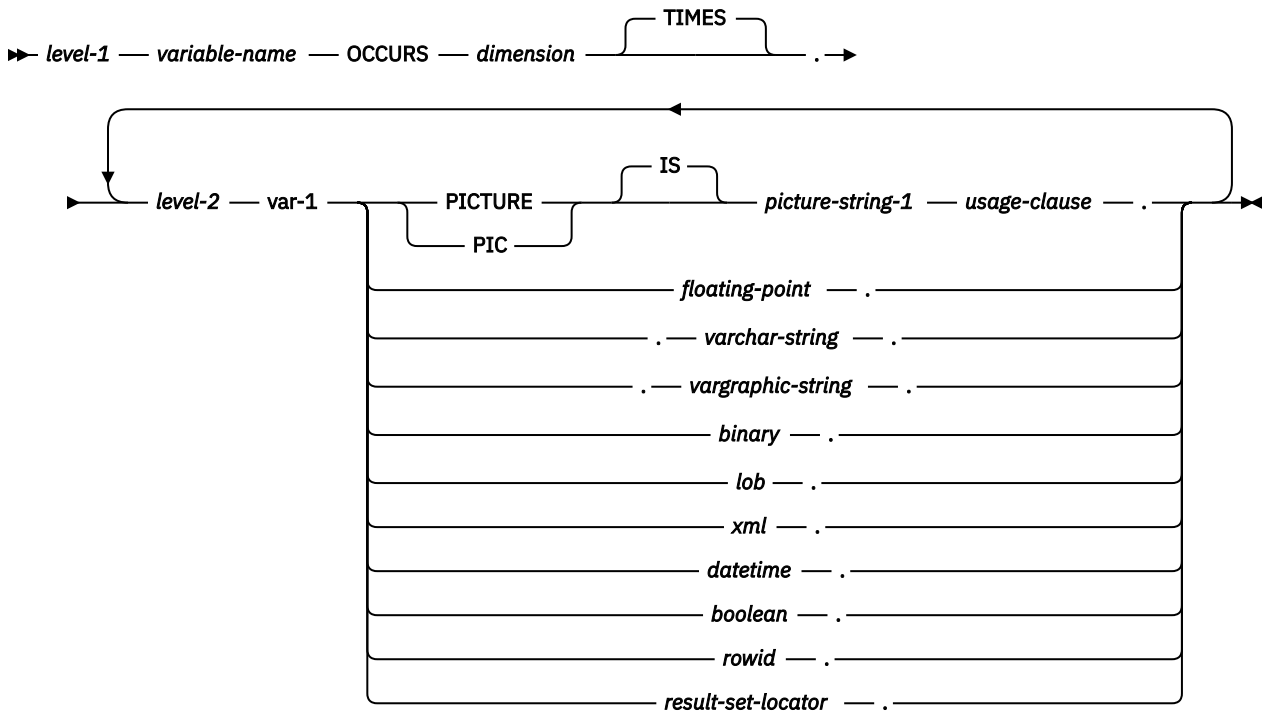 TIMES
level-1 variable-name OCCURS dimension .
IS
level-2 var-1 PICTURE picture-string-1 usage-clause .
PIC
floating-point .
. varchar-string .
. vargraphic-string .
binary .
lob .
xml .
datetime .
boolean .
rowid .
result-set-locator .